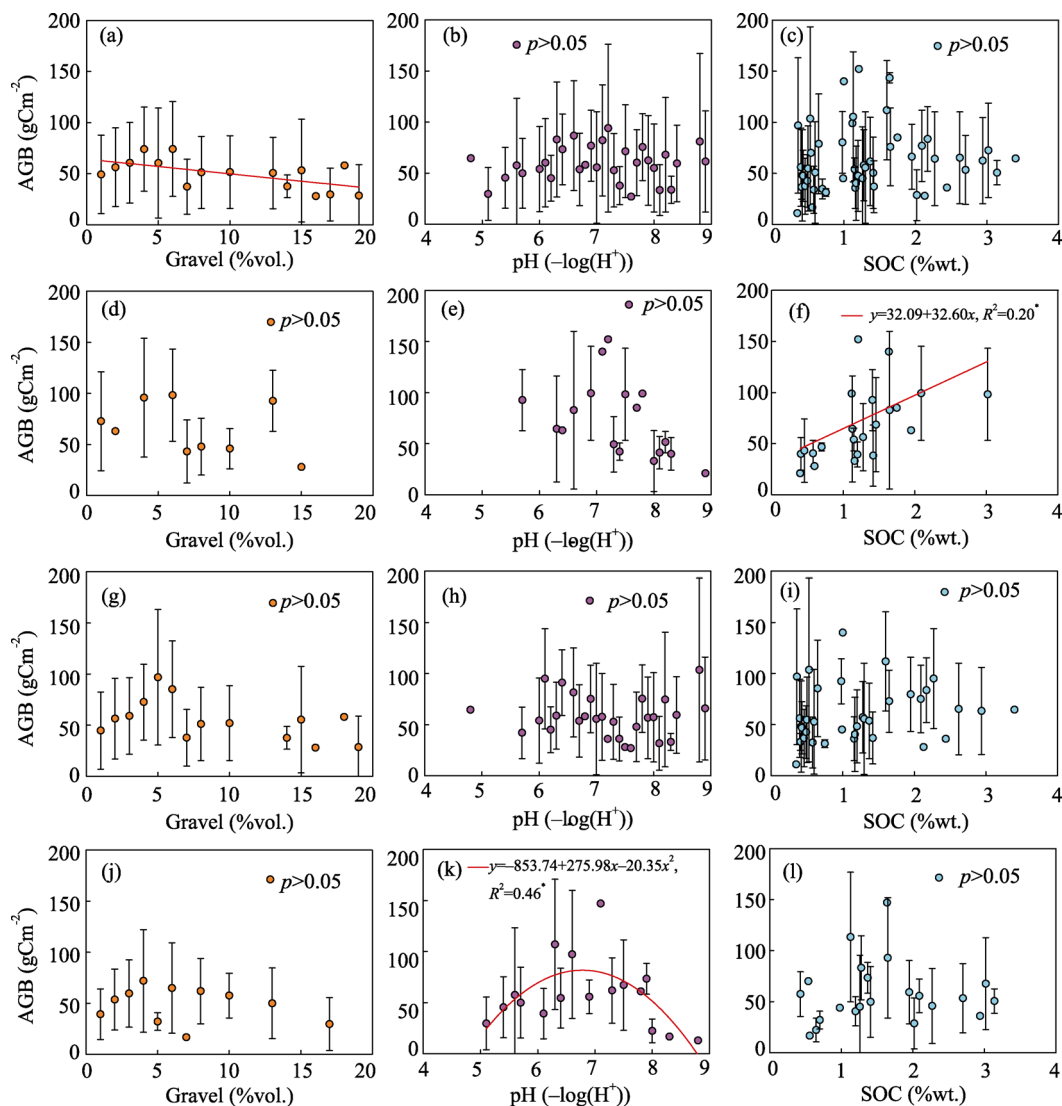 (a)
(b)
p>0.05
(c)
p>0.05
AGB (gCm⁻²)
200
150
100
50
0
0 5 10 15 20
Gravel (%vol.)
200
150
100
50
0
4 5 6 7 8 9
pH (−log(H⁺))
200
150
100
50
0
0 1 2 3 4
SOC (%wt.)
(d)
p>0.05
(e)
p>0.05
(f)
y=32.09+32.60x, R²=0.20*
AGB (gCm⁻²)
200
150
100
50
0
0 5 10 15 20
Gravel (%vol.)
200
150
100
50
0
4 5 6 7 8 9
pH (−log(H⁺))
200
150
100
50
0
0 1 2 3 4
SOC (%wt.)
(g)
p>0.05
(h)
p>0.05
(i)
p>0.05
AGB (gCm⁻²)
200
150
100
50
0
0 5 10 15 20
Gravel (%vol.)
200
150
100
50
0
4 5 6 7 8 9
pH (−log(H⁺))
200
150
100
50
0
0 1 2 3 4
SOC (%wt.)
(j)
p>0.05
(k)
y=−853.74+275.98x−20.35x²,
R²=0.46*
(l)
p>0.05
AGB (gCm⁻²)
200
150
100
50
0
0 5 10 15 20
Gravel (%vol.)
200
150
100
50
0
4 5 6 7 8 9
pH (−log(H⁺))
200
150
100
50
0
0 1 2 3 4
SOC (%wt.)